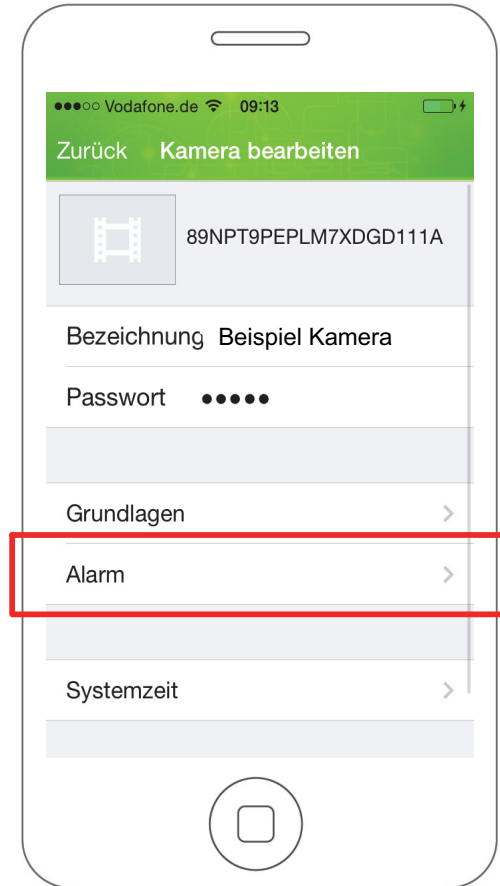 Vodafone.de 09:13
Zurück Kamera bearbeiten
89NPT9PEPLM7XDGD111A
Bezeichnung Beispiel Kamera
Passwort •••••
Grundlagen
Alarm
Systemzeit